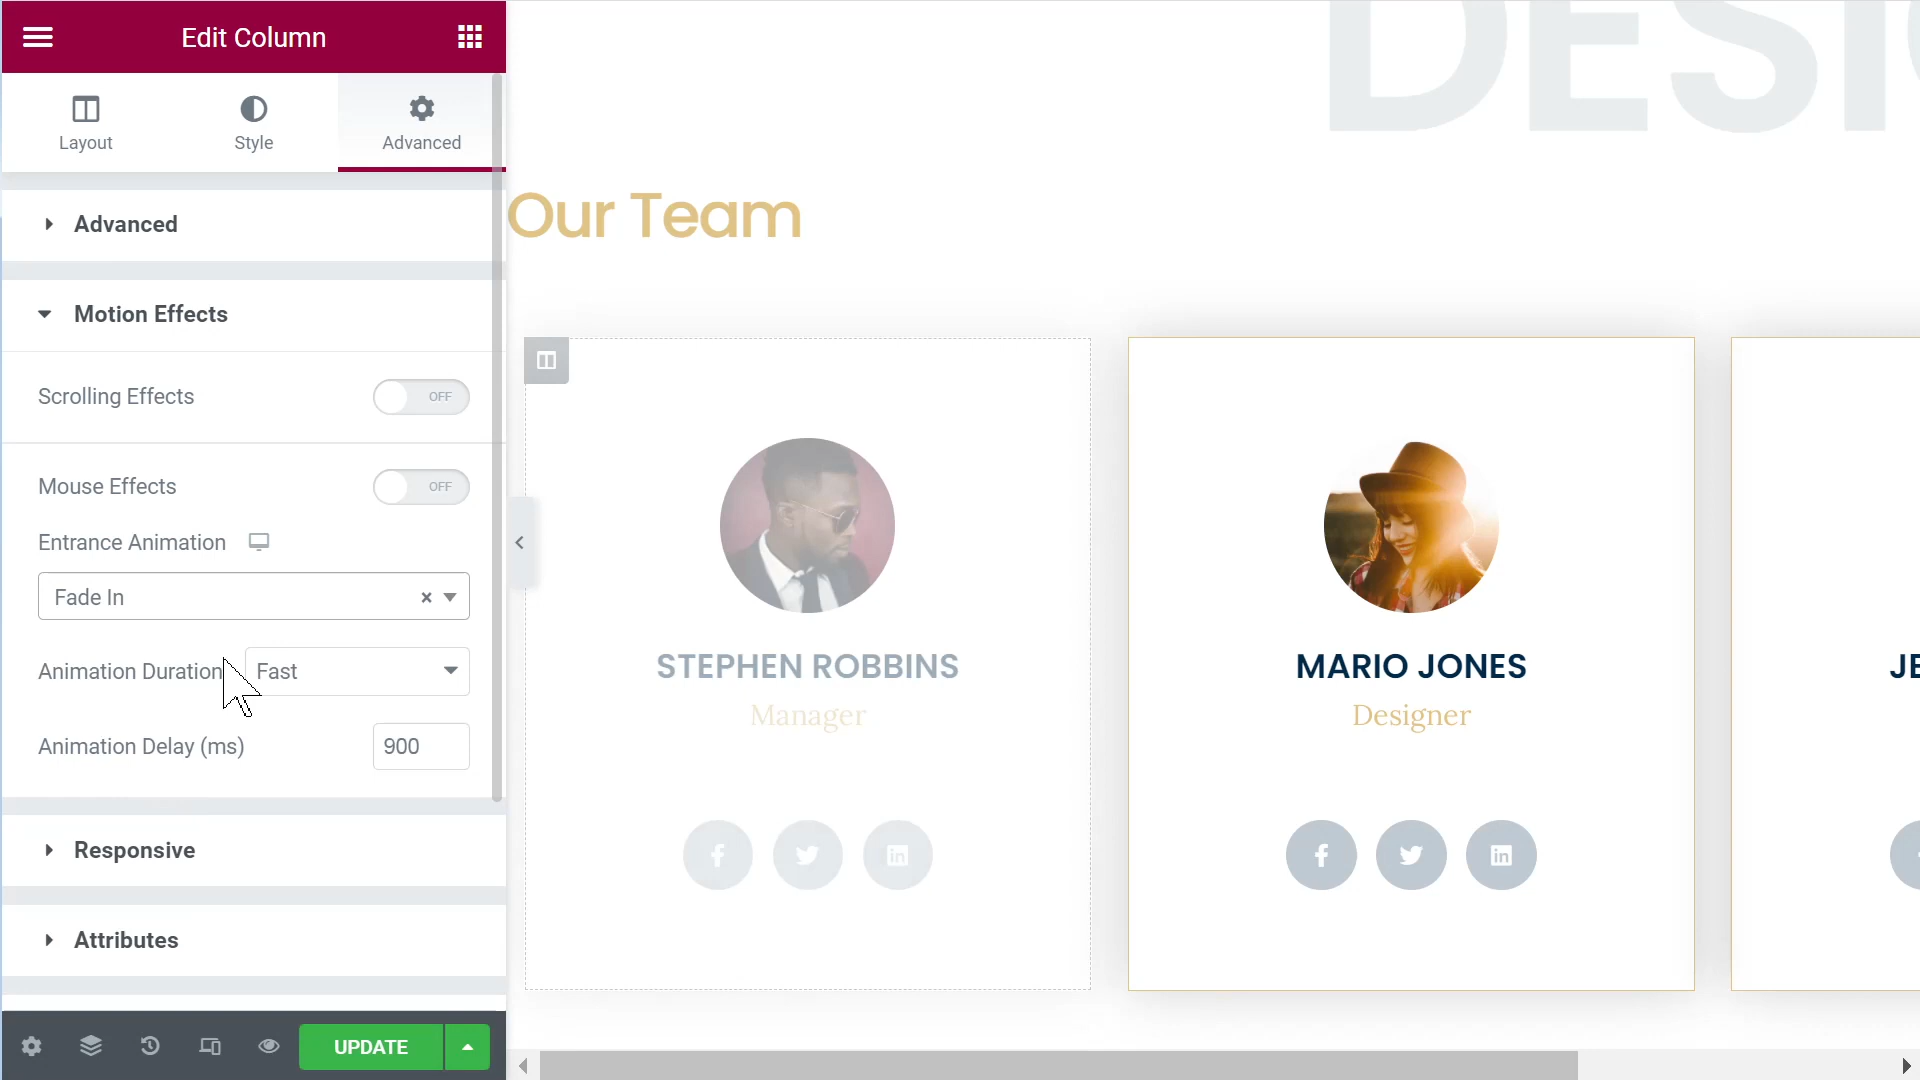 Edit Column
Layout
Style
Advanced
Advanced
Motion Effects
Scrolling Effects
OFF
Mouse Effects
OFF
Entrance Animation
Fade In
Animation Duration
Fast
Animation Delay (ms)
900
Responsive
Attributes
UPDATE
Our Team
STEPHEN ROBBINS
Manager
MARIO JONES
Designer